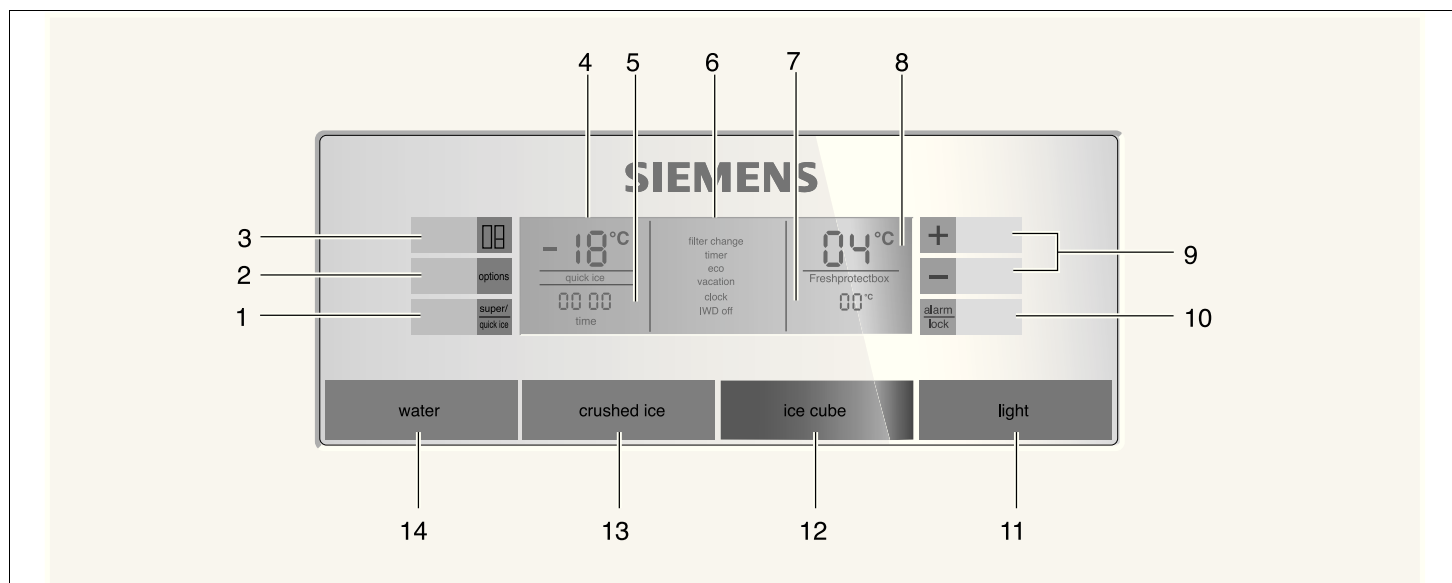 4 5 6 7 8
SIEMENS
3
-18°C
filter change
04°C
+
9
timer
2
options
eco
quick ice
vacation
Freshprotectbox
−
1
super/
quick ice
00 00
clock
00°C
alarm
lock
10
time
IWD off
water
crushed ice
ice cube
light
14 13 12 11